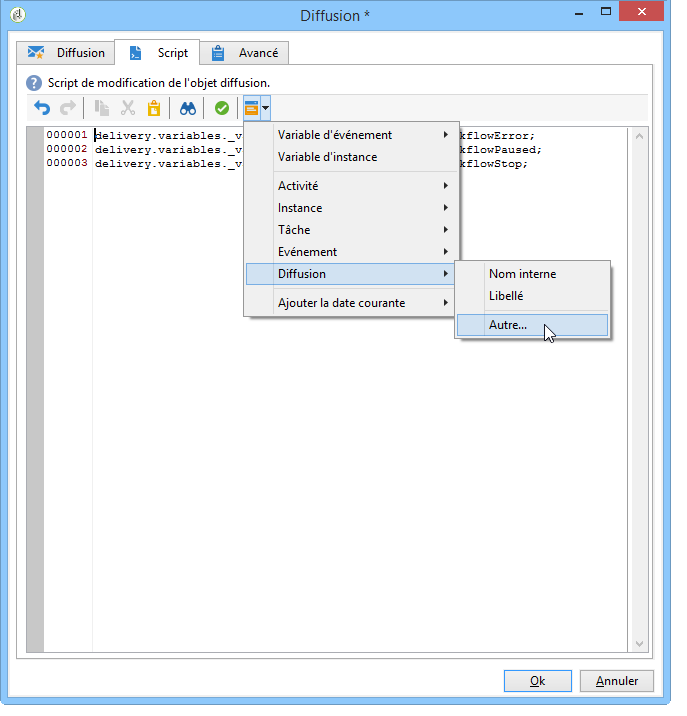 Diffusion *
Diffusion Script Avancé
Script de modification de l'objet diffusion.
000001 delivery.variables._v kflowError;
000002 delivery.variables._v kflowPaused;
000003 delivery.variables._v kflowStop;
Variable d'événement
Variable d'instance
Activité
Instance
Tâche
Evénement
Diffusion
Ajouter la date courante
Nom interne
Libellé
Autre...
Ok Annuler